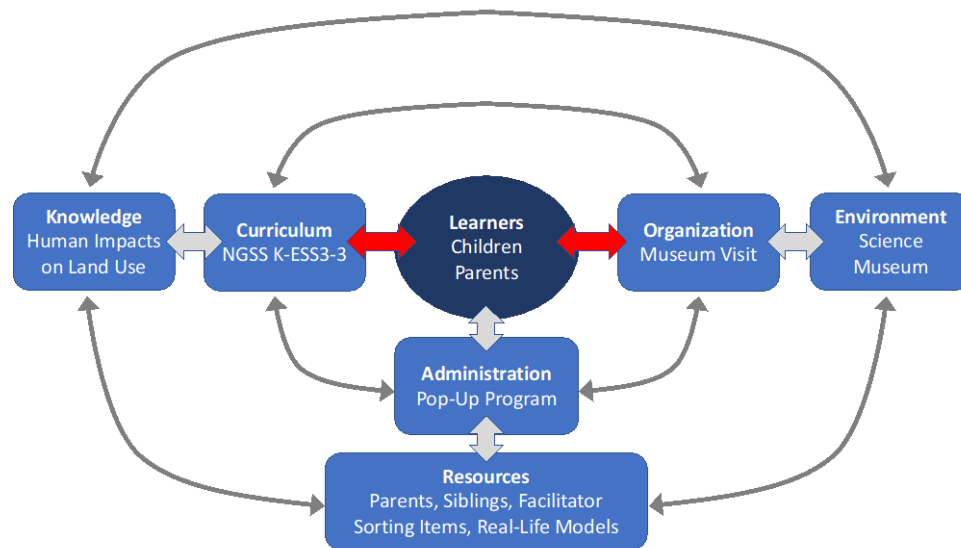 Knowledge
Human Impacts
on Land Use
Curriculum
NGSS K-ESS3-3
Learners
Children
Parents
Organization
Museum Visit
Environment
Science
Museum
Administration
Pop-Up Program
Resources
Parents, Siblings, Facilitator
Sorting Items, Real-Life Models